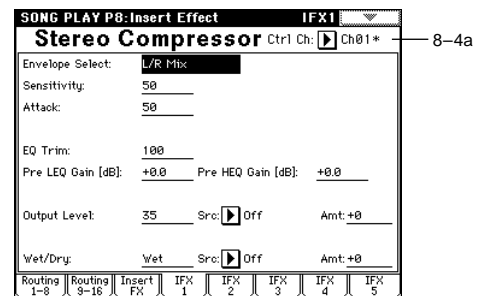 SONG PLAY P8:Insert Effect IFX1
Stereo Compressor Ctrl Ch: Ch01*
8–4a
Envelope Select: L/R Mix
Sensitivity: 50
Attack: 50
EQ Trim: 100
Pre LEQ Gain [dB]: +0.0 Pre HEQ Gain [dB]: +0.0
Output Level: 35 Src: Off Amt: +0
Wet/Dry: Wet Src: Off Amt: +0
Routing 1-8 Routing 9-16 Insert FX IFX 1 IFX 2 IFX 3 IFX 4 IFX 5